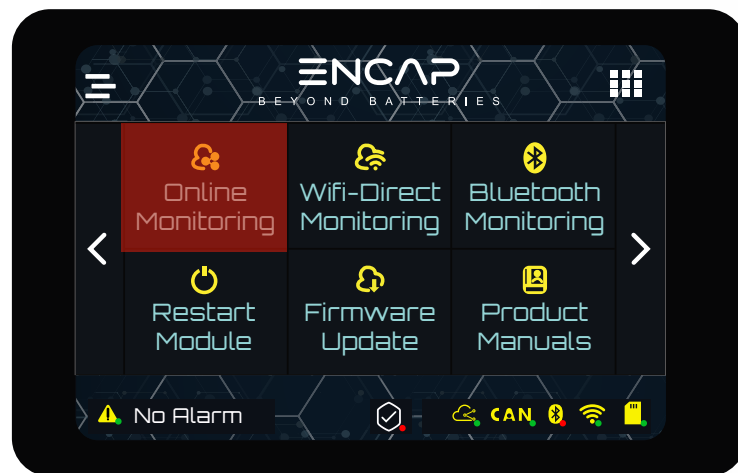 ENCAP
BEYOND BATTERIES
Online Monitoring
Wifi-Direct Monitoring
Bluetooth Monitoring
Restart Module
Firmware Update
Product Manuals
No Alarm
CAN